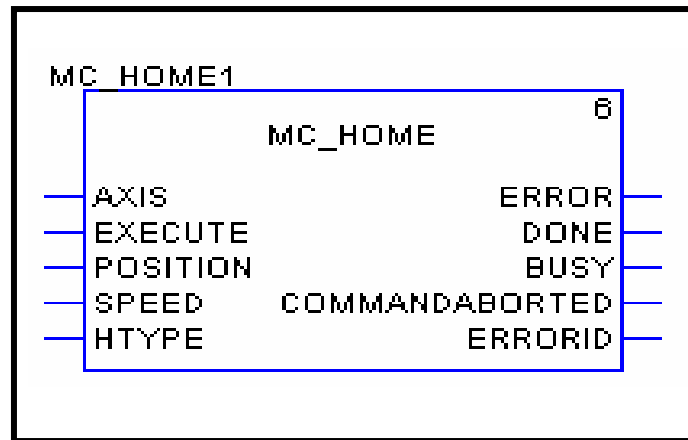 MC_HOME1
6
MC_HOME
AXIS ERROR
EXECUTE DONE
POSITION BUSY
SPEED COMMANDABORTED
HTYPE ERRORID